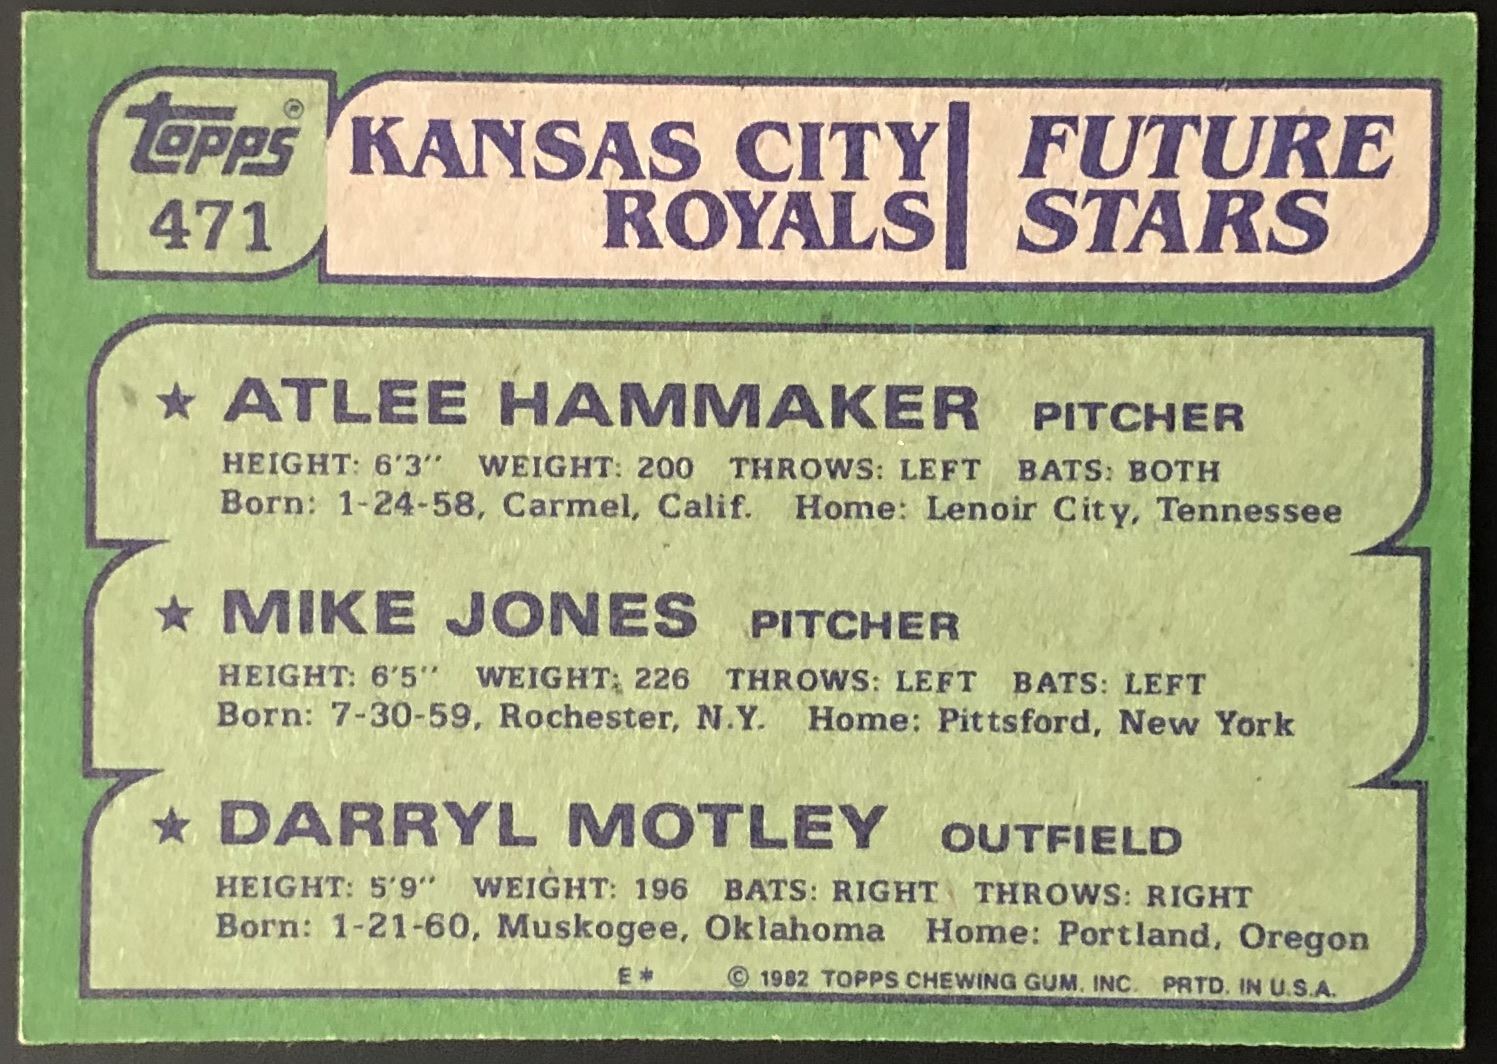 Topps®
471
KANSAS CITY
ROYALS
FUTURE
STARS
★ ATLEE HAMMAKER PITCHER
HEIGHT: 6'3" WEIGHT: 200 THROWS: LEFT BATS: BOTH
Born: 1-24-58, Carmel, Calif. Home: Lenoir City, Tennessee
★ MIKE JONES PITCHER
HEIGHT: 6'5" WEIGHT: 226 THROWS: LEFT BATS: LEFT
Born: 7-30-59, Rochester, N.Y. Home: Pittsford, New York
★ DARRYL MOTLEY OUTFIELD
HEIGHT: 5'9" WEIGHT: 196 BATS: RIGHT THROWS: RIGHT
Born: 1-21-60, Muskogee, Oklahoma Home: Portland, Oregon
E* © 1982 TOPPS CHEWING GUM, INC. PRTD. IN U.S.A.